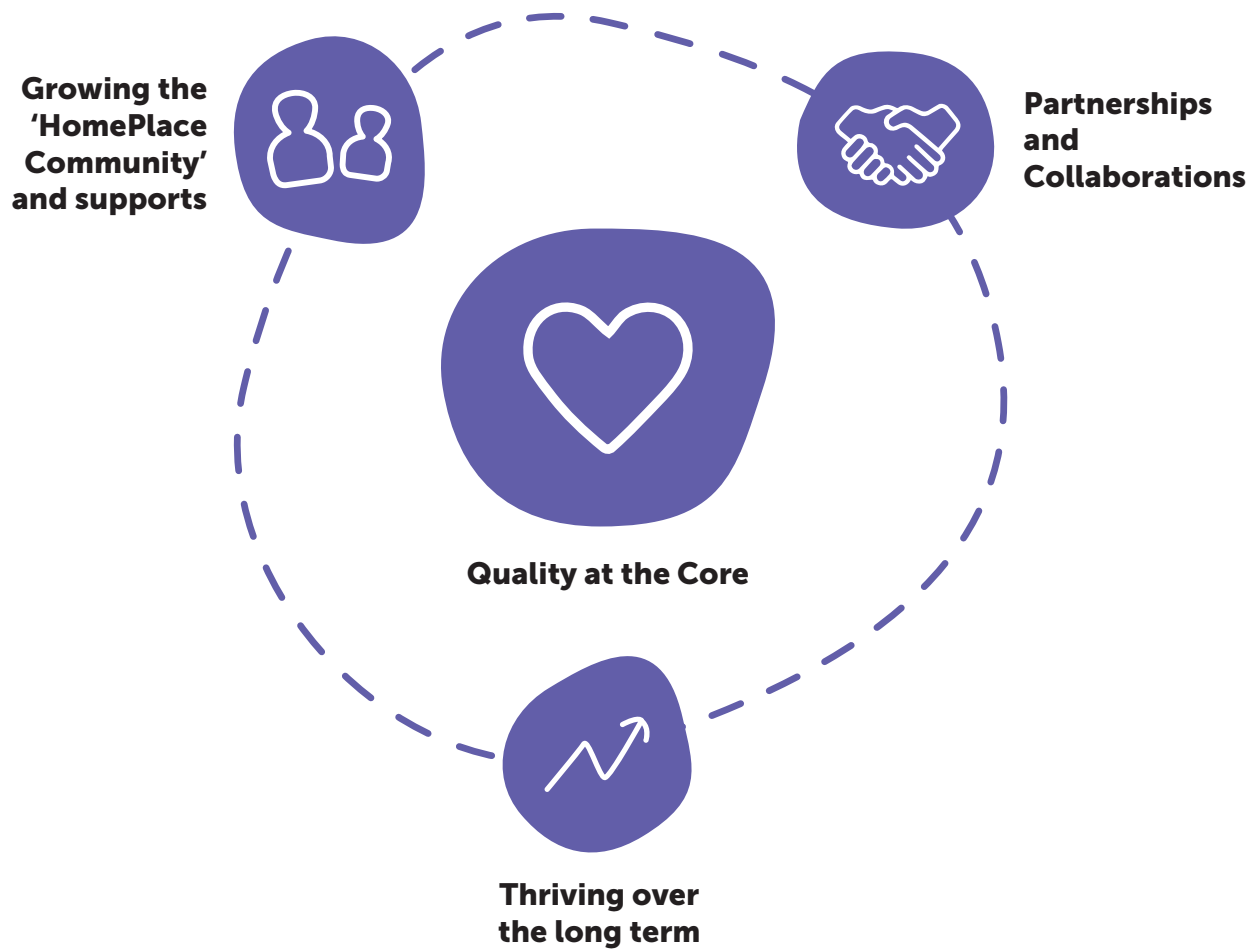 Growing the
‘HomePlace
Community’
and supports
Partnerships
and
Collaborations
Quality at the Core
Thriving over
the long term